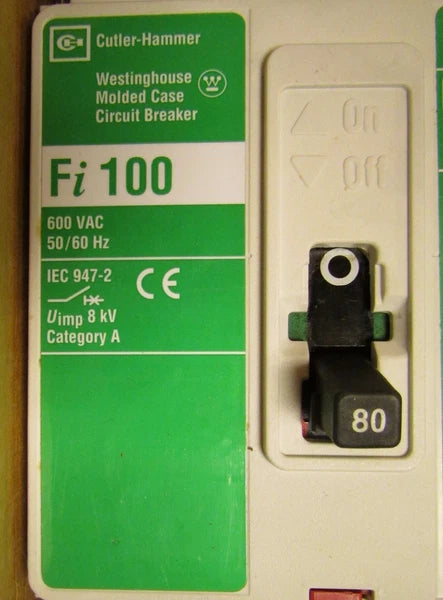 Cutler-Hammer
Westinghouse
Molded Case
Circuit Breaker
Fi 100
600 VAC
50/60 Hz
IEC 947-2
CE
Uimp 8 kV
Category A
On
Off
80